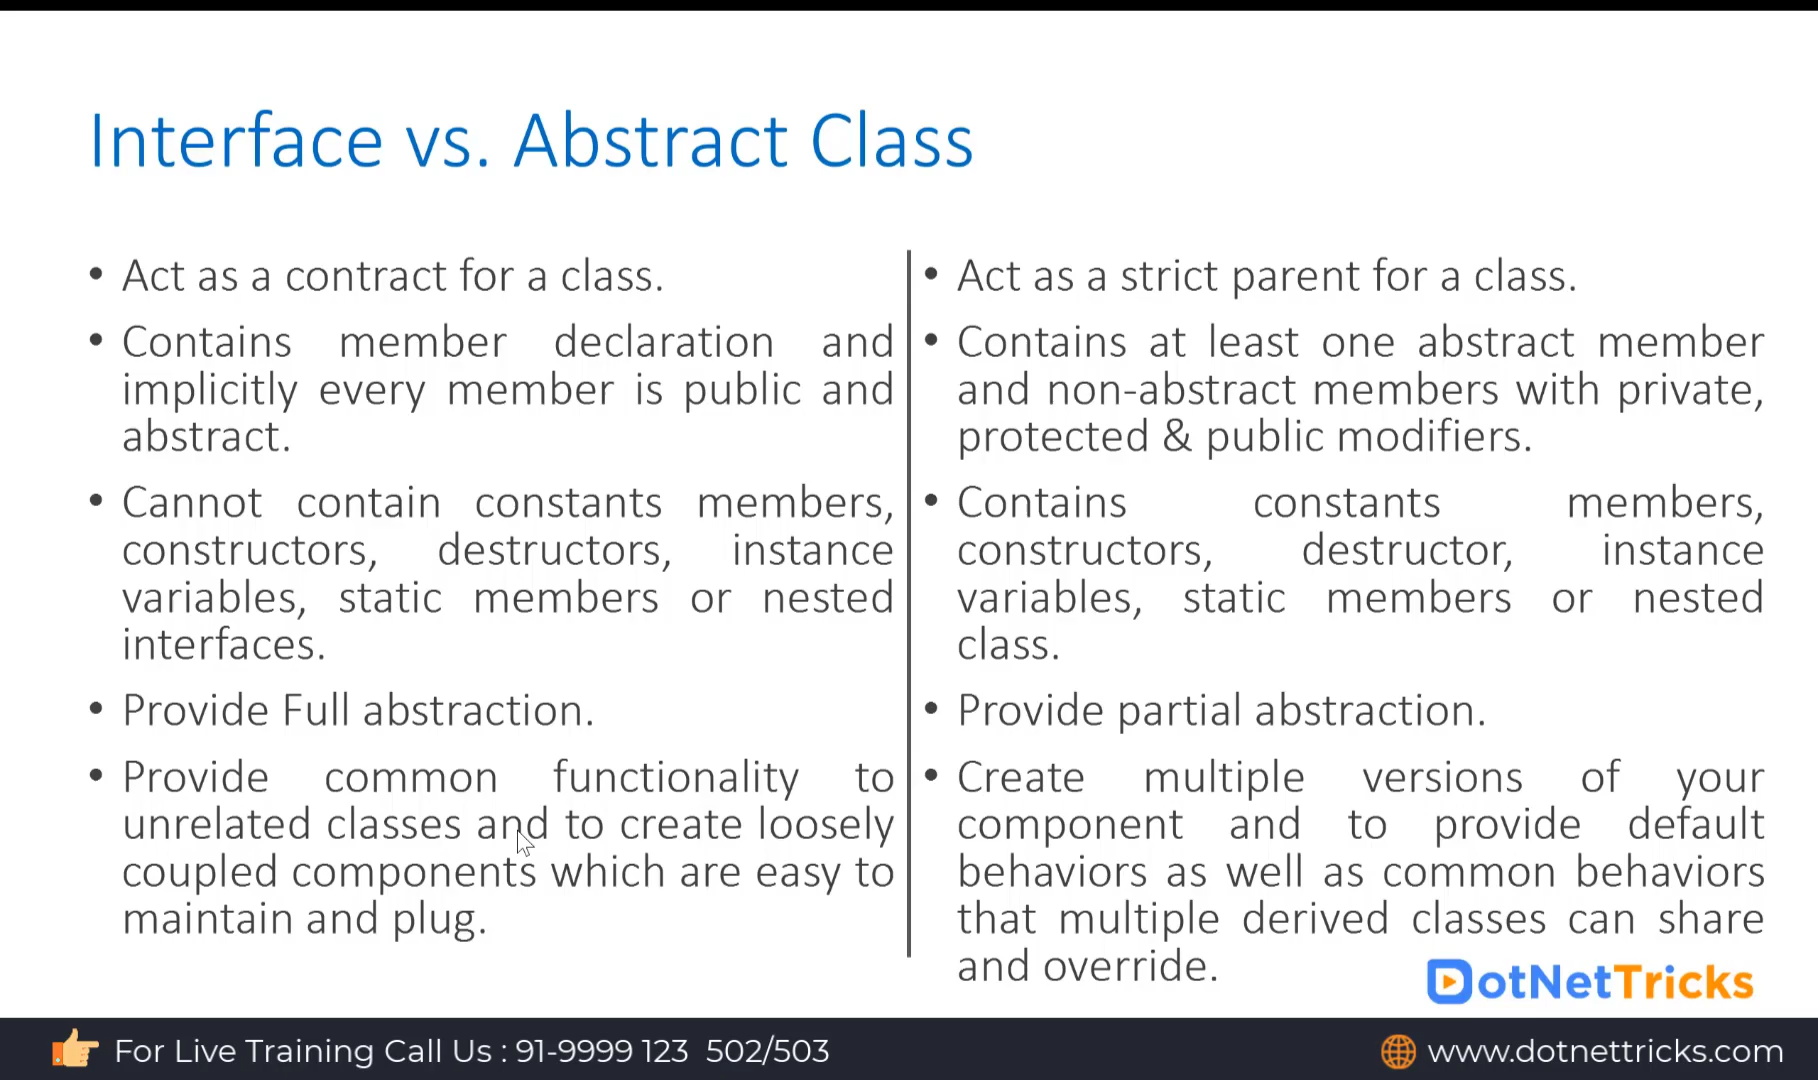 Interface vs. Abstract Class
• Act as a contract for a class.
• Contains member declaration and
implicitly every member is public and
abstract.
• Cannot contain constants members,
constructors, destructors, instance
variables, static members or nested
interfaces.
• Provide Full abstraction.
• Provide common functionality to
unrelated classes and to create loosely
coupled components which are easy to
maintain and plug.
• Act as a strict parent for a class.
• Contains at least one abstract member
and non-abstract members with private,
protected & public modifiers.
• Contains constants members,
constructors, destructor, instance
variables, static members or nested
class.
• Provide partial abstraction.
• Create multiple versions of your
component and to provide default
behaviors as well as common behaviors
that multiple derived classes can share
and override.
DotNetTricks
For Live Training Call Us : 91-9999 123 502/503
www.dotnettricks.com